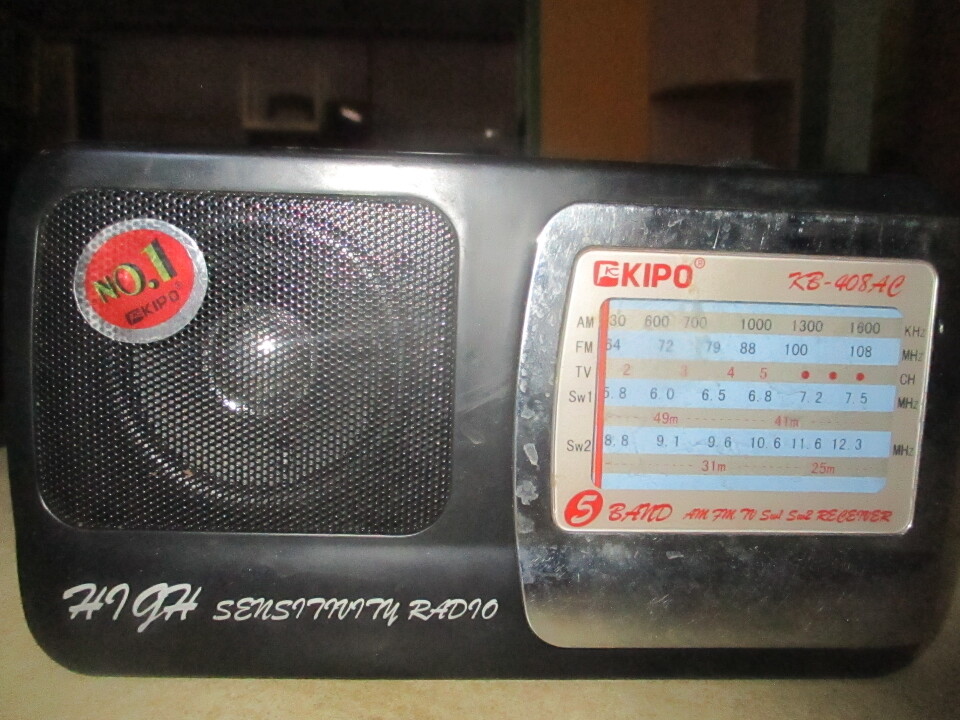 NO.1
KIPO®
KIPO® KB-408AC
AM 530 600 700 1000 1300 1600 KHz
FM 64 72 79 88 100 108 MHz
TV 2 3 4 5 CH
Sw1 5.8 6.0 6.5 6.8 7.2 7.5 MHz
49m 41m
Sw2 8.8 9.1 9.6 10.6 11.6 12.3 MHz
31m 25m
5 BAND AM FM TV Sw1 Sw2 RECEIVER
HIGH SENSITIVITY RADIO